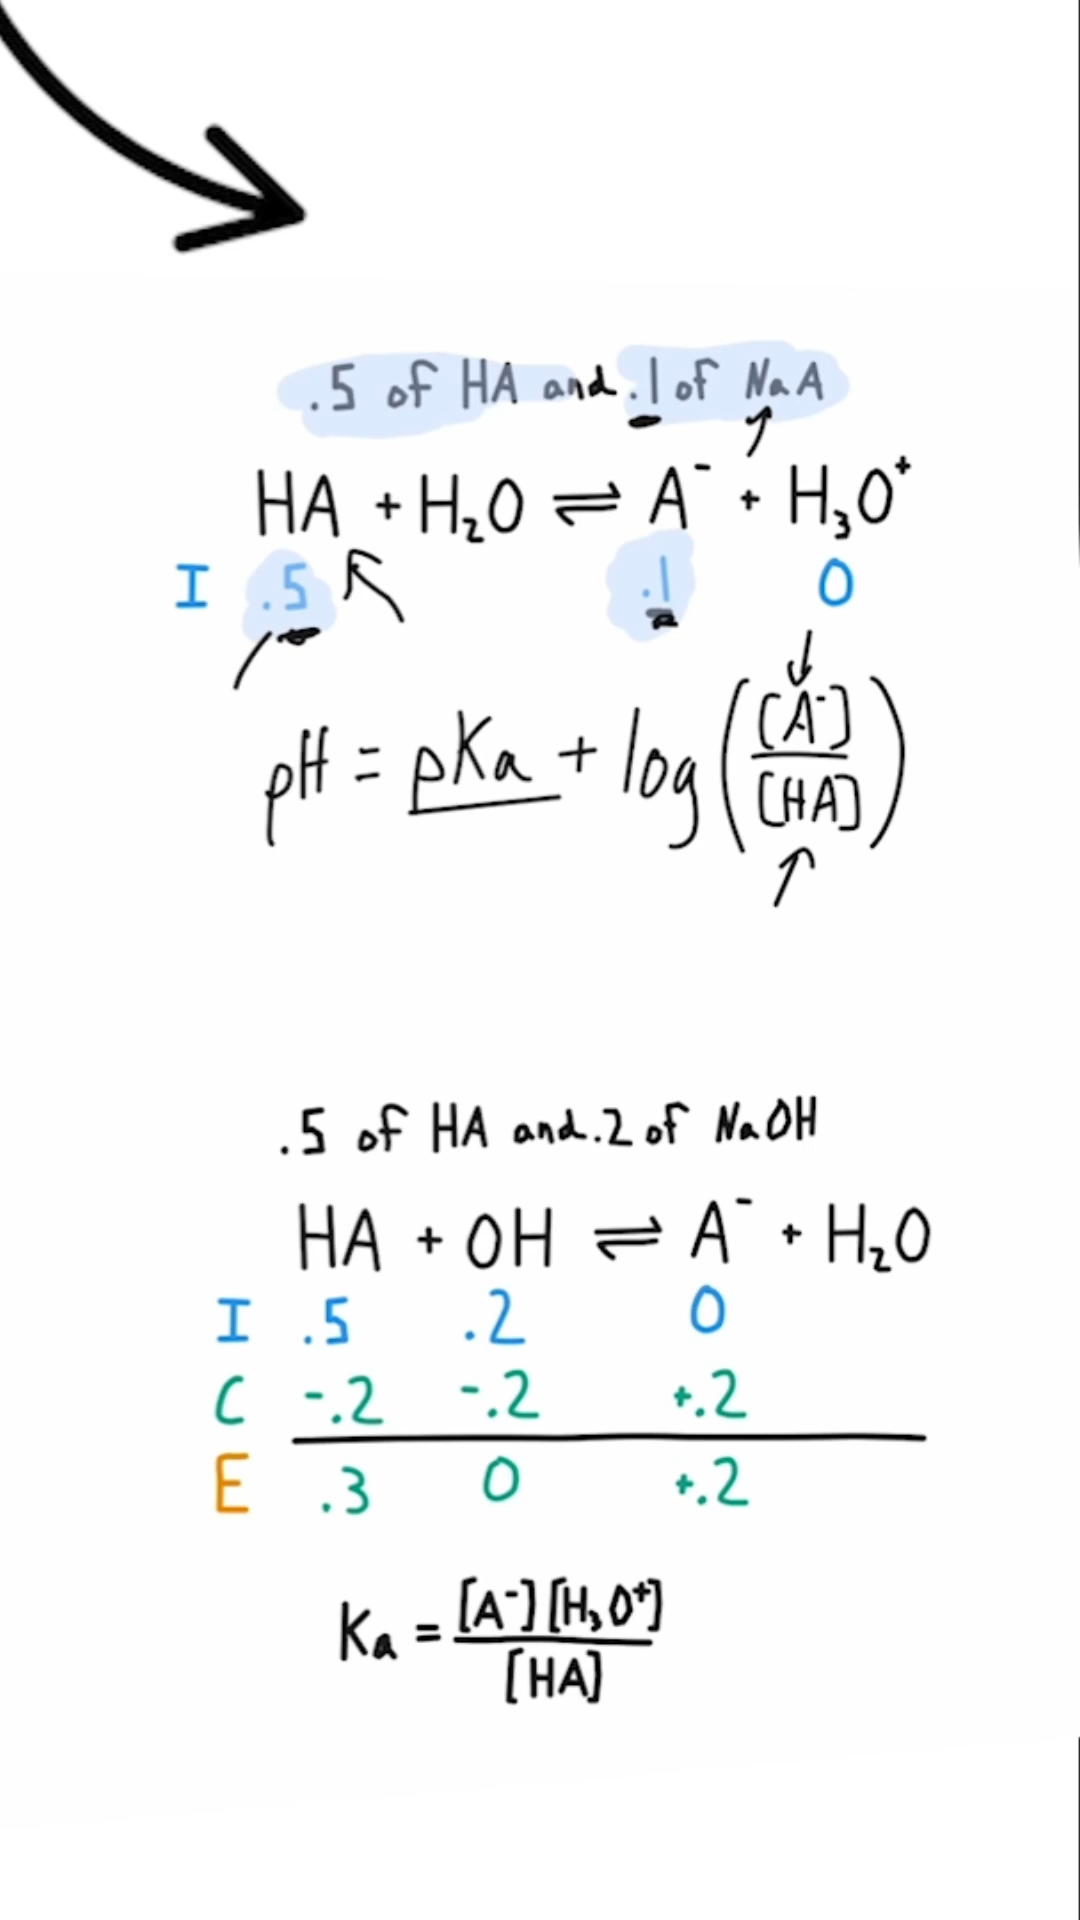 .5 of HA and .1 of NaA
HA + H₂O ⇌ A⁻ + H₃O⁺
I .5 .1 0
pH = pKa + log([A⁻]/[HA])
.5 of HA and .2 of NaOH
HA + OH ⇌ A⁻ + H₂O
I .5 .2 0
C -.2 -.2 +.2
E .3 0 +.2
Ka = [A⁻][H₃O⁺]/[HA]